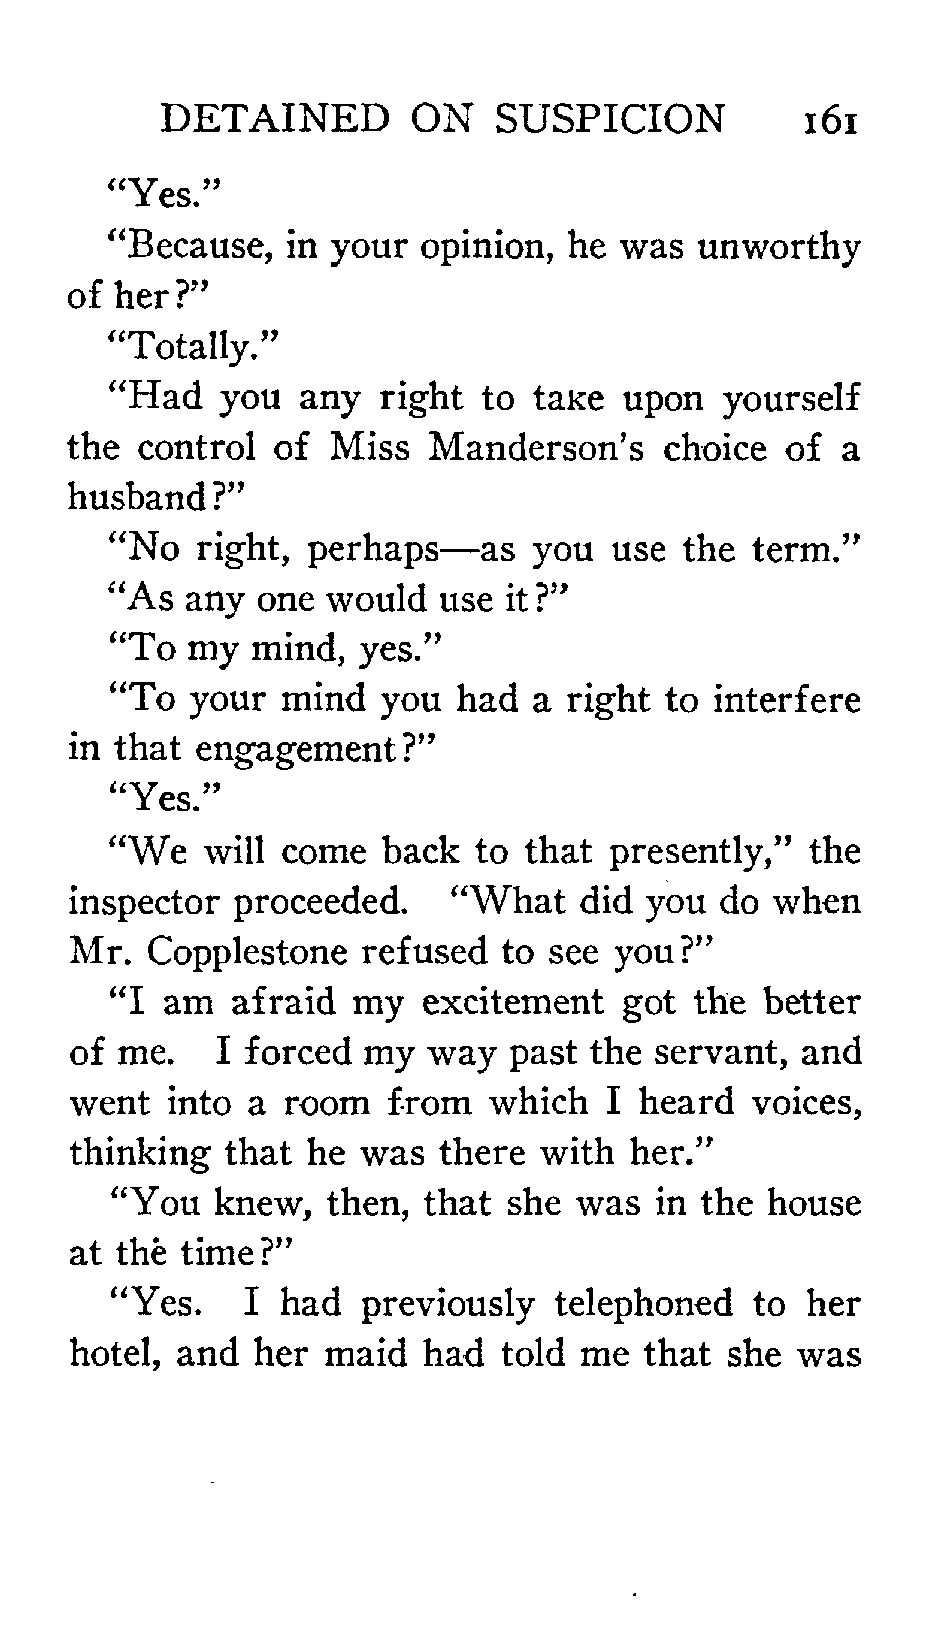 DETAINED ON SUSPICION 161
“Yes.”
“Because, in your opinion, he was unworthy
of her?”
“Totally.”
“Had you any right to take upon yourself
the control of Miss Manderson’s choice of a
husband?”
“No right, perhaps—as you use the term.”
“As any one would use it?”
“To my mind, yes.”
“To your mind you had a right to interfere
in that engagement?”
“Yes.”
“We will come back to that presently,” the
inspector proceeded. “What did you do when
Mr. Copplestone refused to see you?”
“I am afraid my excitement got the better
of me. I forced my way past the servant, and
went into a room from which I heard voices,
thinking that he was there with her.”
“You knew, then, that she was in the house
at the time?”
“Yes. I had previously telephoned to her
hotel, and her maid had told me that she was